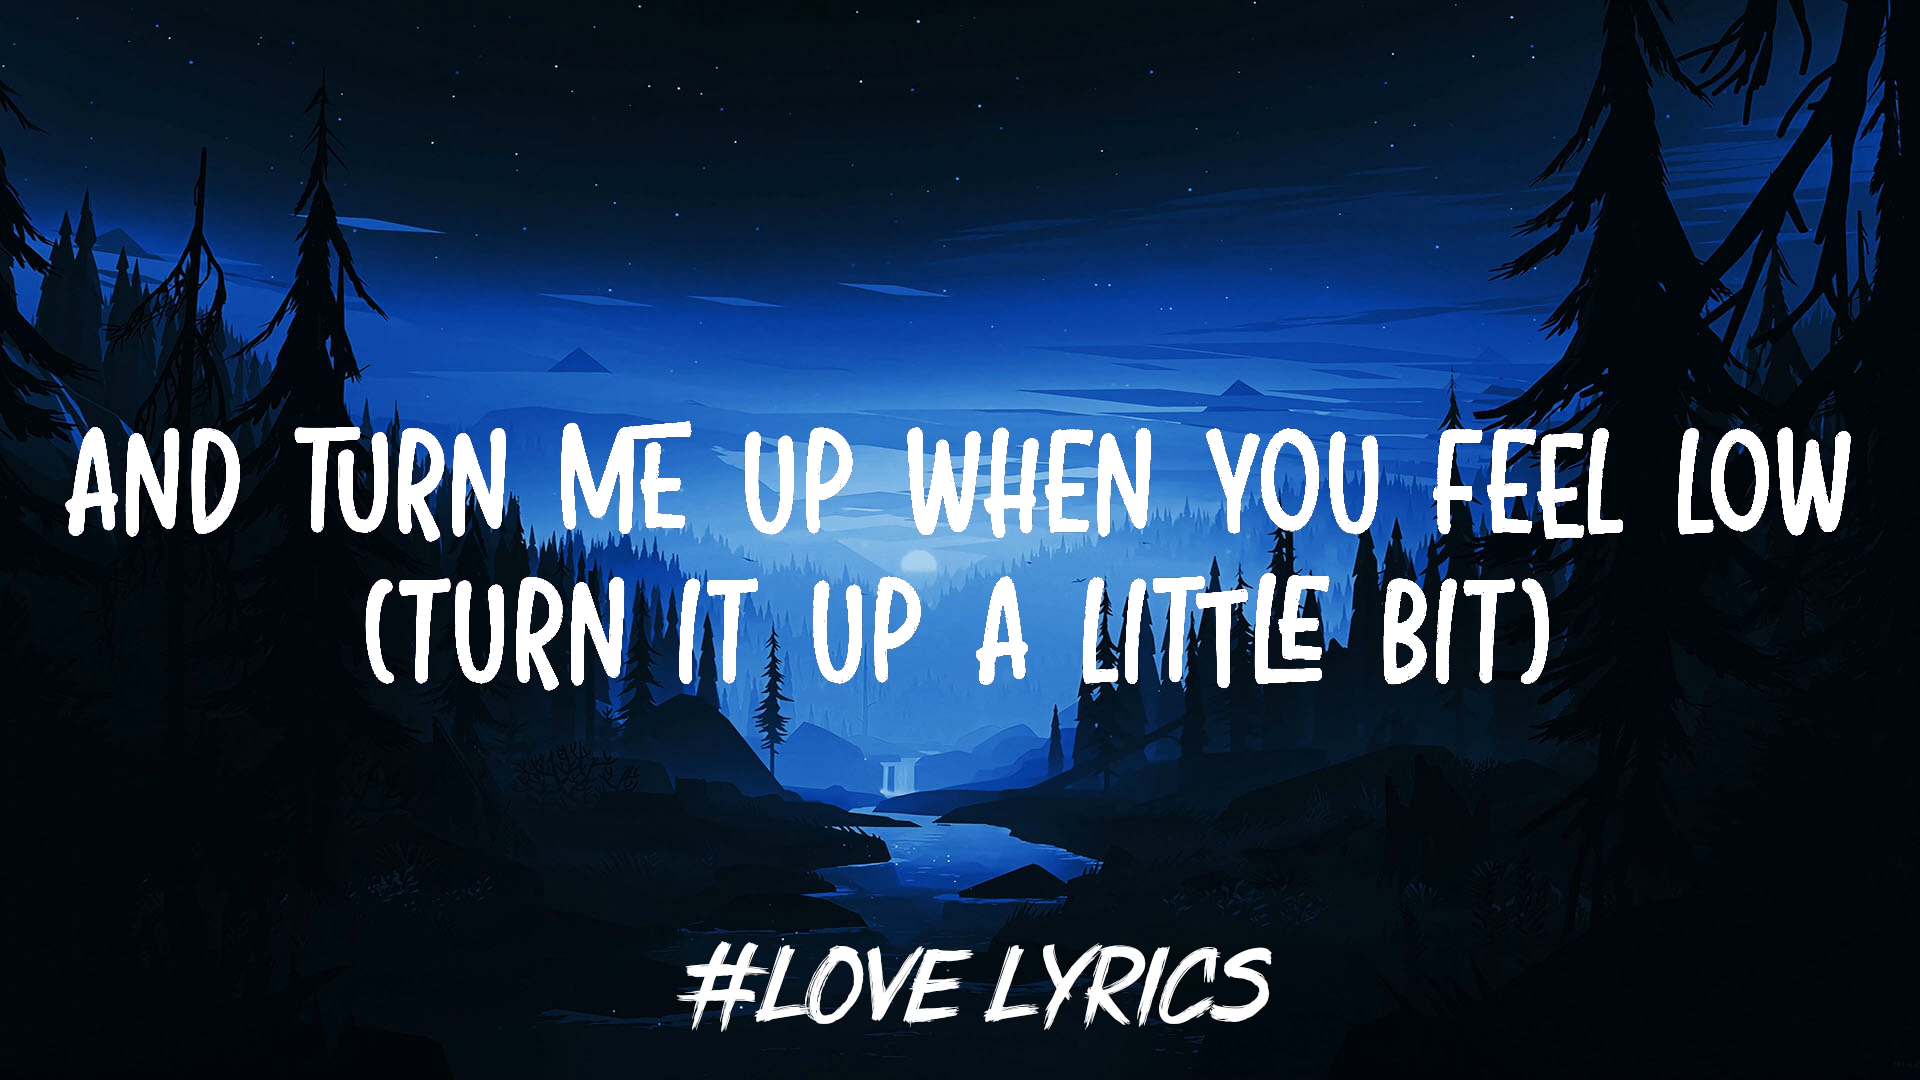 AND TURN ME UP WHEN YOU FEEL LOW
(TURN IT UP A LITTLE BIT)
#LOVE LYRICS